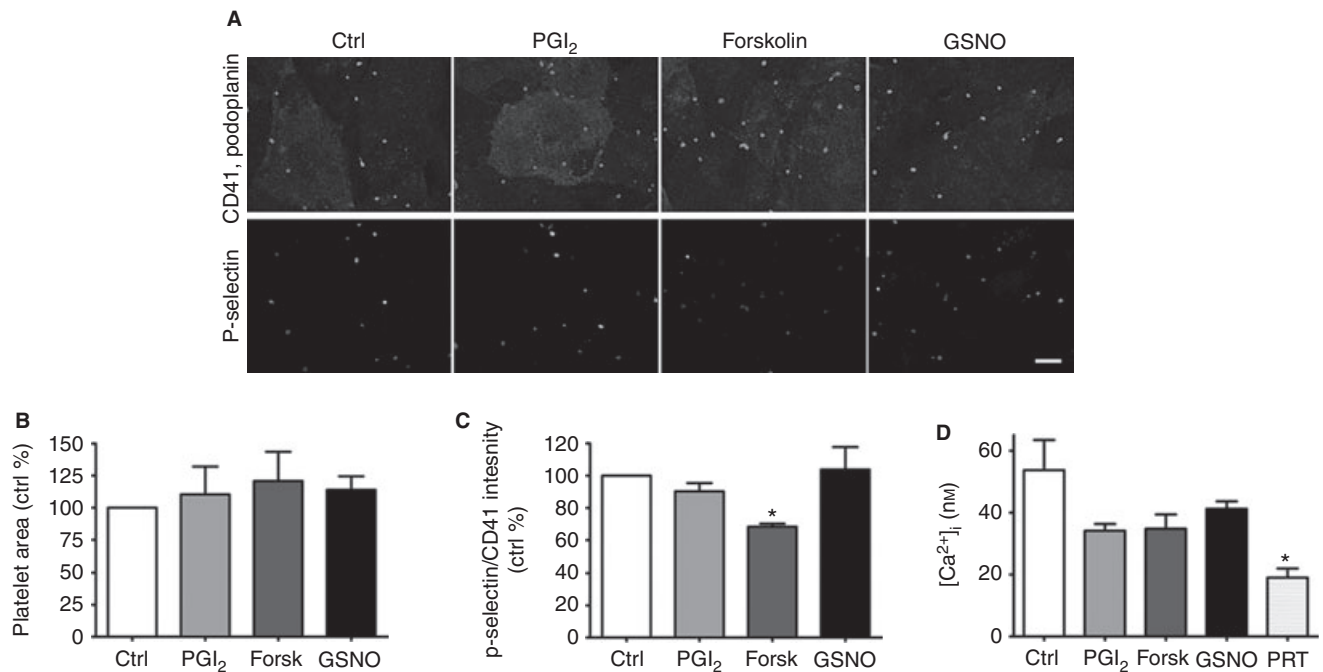 A
Ctrl PGI₂ Forskolin GSNO
CD41, podoplanin
P-selectin
B
Platelet area (ctrl %)
150
125
100
75
50
25
0
Ctrl PGI₂ Forsk GSNO
C
p-selectin/CD41 intesnity
(ctrl %)
120
100
80
60
40
20
0
*
Ctrl PGI₂ Forsk GSNO
D
[Ca²⁺]ᵢ (nM)
60
40
20
0
*
Ctrl PGI₂ Forsk GSNO PRT